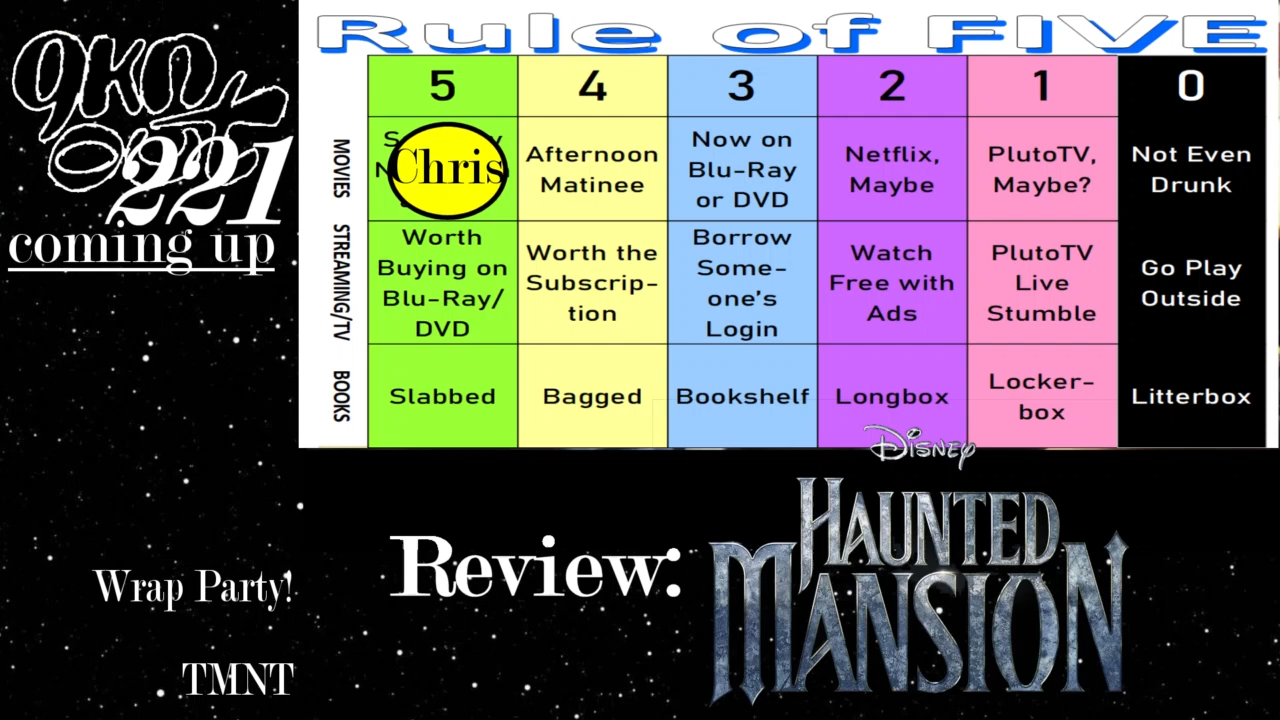 Rule of FIVE
5 4 3 2 1 0
MOVIES
Chris
Afternoon
Matinee
Now on
Blu-Ray
or DVD
Netflix,
Maybe
PlutoTV,
Maybe?
Not Even
Drunk
STREAMING/TV
Worth
Buying on
Blu-Ray/
DVD
Worth the
Subscrip-
tion
Borrow
Some-
one's
Login
Watch
Free with
Ads
PlutoTV
Live
Stumble
Go Play
Outside
BOOKS
Slabbed
Bagged
Bookshelf
Longbox
Locker-
box
Litterbox
221
coming up
Wrap Party!
TMNT
Review:
Disney
HAUNTED
MANSION